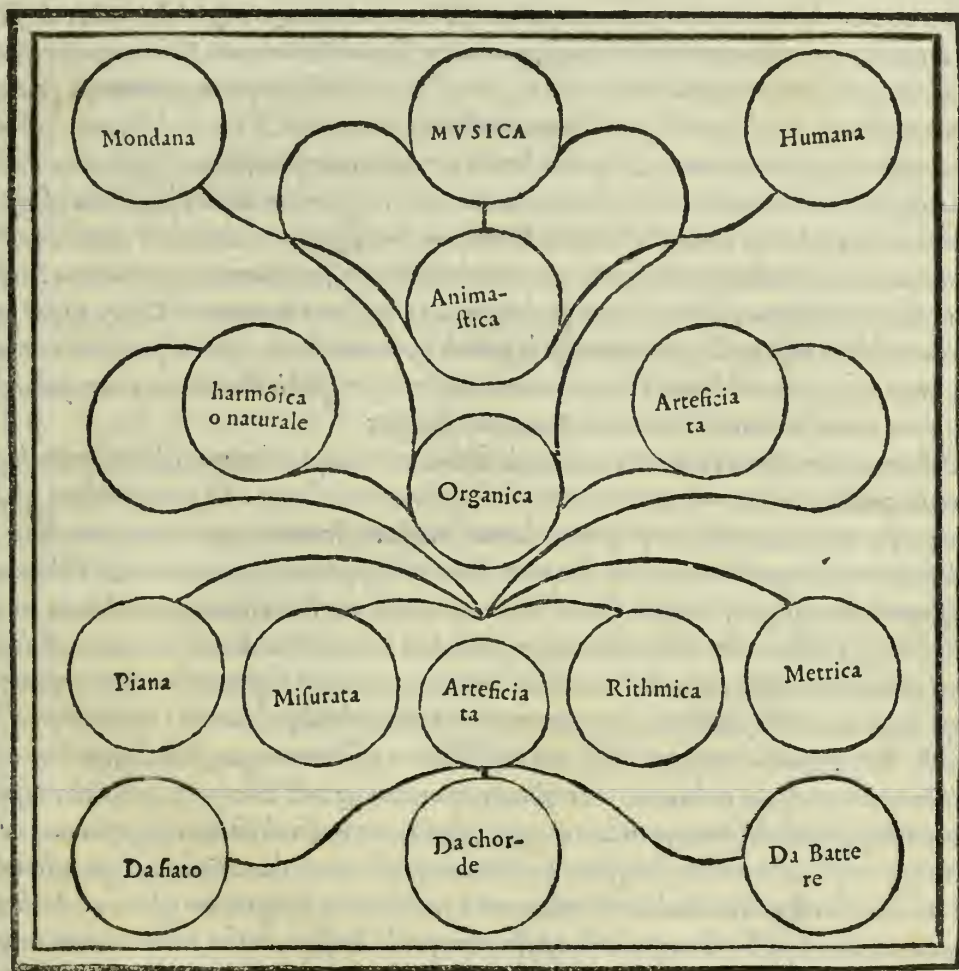 Mondana
MVSICA
Humana
Anima-
ſtica
harmõica
o naturale
Arteficia
ta
Organica
Piana
Miſurata
Arteficia
ta
Rithmica
Metrica
Da fiato
Da chor-
de
Da Batte
re